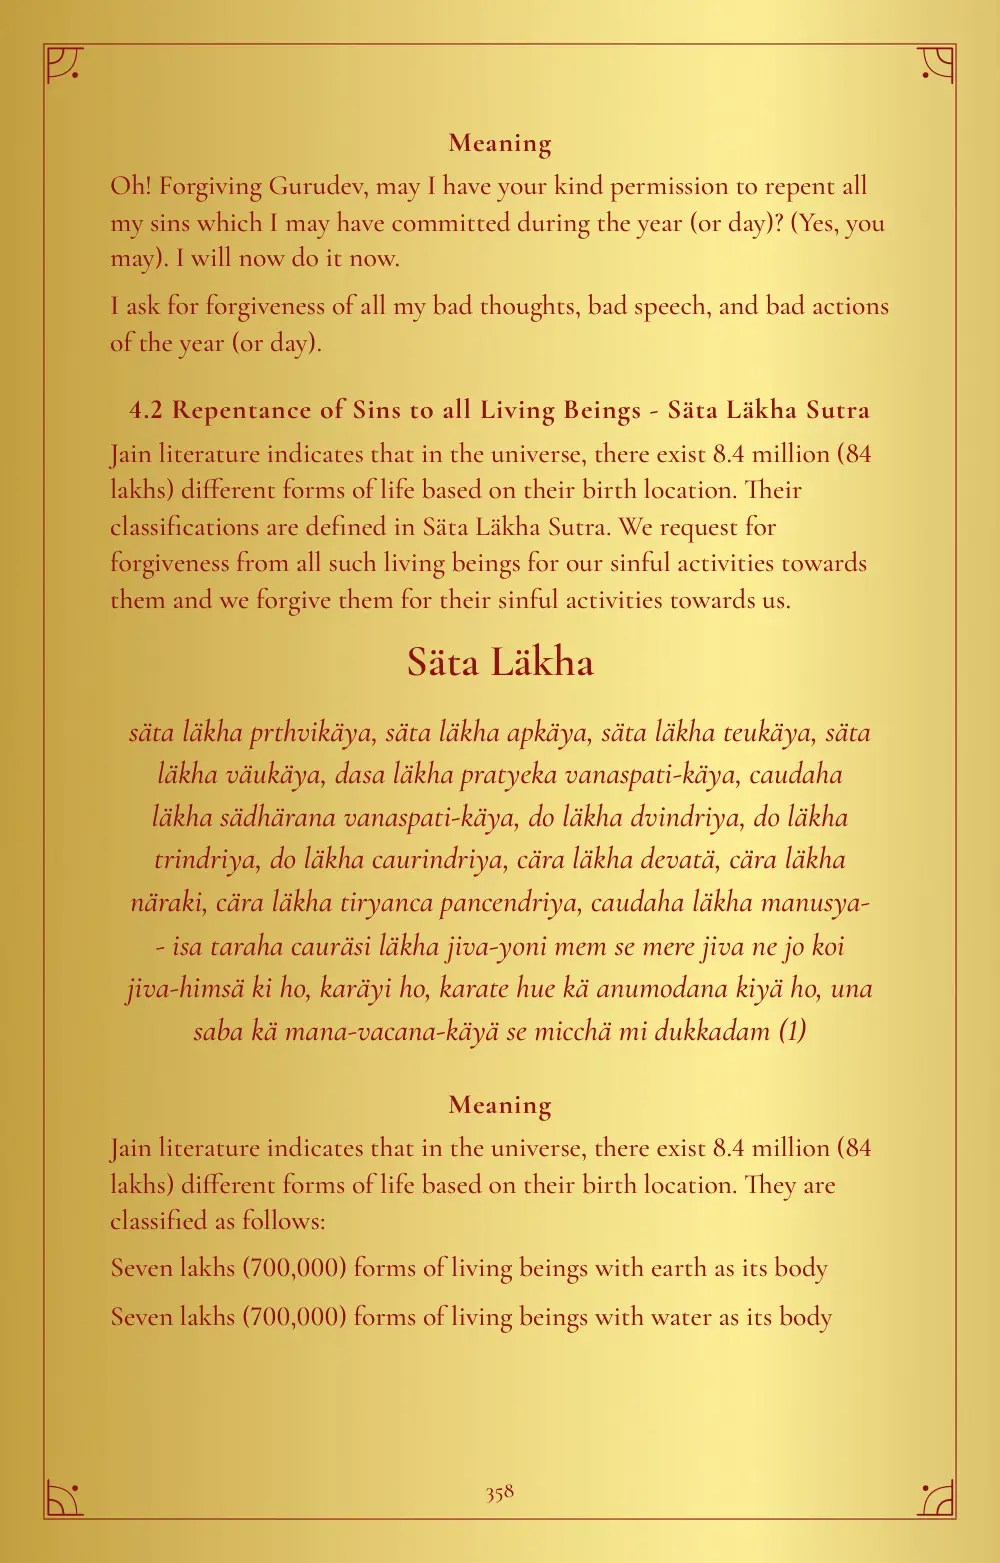 Meaning
Oh! Forgiving Gurudev, may I have your kind permission to repent all
my sins which I may have committed during the year (or day)? (Yes, you
may). I will now do it now.
I ask for forgiveness of all my bad thoughts, bad speech, and bad actions
of the year (or day).
4.2 Repentance of Sins to all Living Beings - Säta Läkha Sutra
Jain literature indicates that in the universe, there exist 8.4 million (84
lakhs) different forms of life based on their birth location. Their
classifications are defined in Säta Läkha Sutra. We request for
forgiveness from all such living beings for our sinful activities towards
them and we forgive them for their sinful activities towards us.
Säta Läkha
säta läkha prthvikäya, säta läkha apkäya, säta läkha teukäya, säta
läkha väukäya, dasa läkha pratyeka vanaspati-käya, caudaha
läkha sädhärana vanaspati-käya, do läkha dvindriya, do läkha
trindriya, do läkha caurindriya, cära läkha devatä, cära läkha
näraki, cära läkha tiryanca pancendriya, caudaha läkha manusya-
- isa taraha cauräsi läkha jiva-yoni mem se mere jiva ne jo koi
jiva-himsä ki ho, karäyi ho, karate hue kä anumodana kiyä ho, una
saba kä mana-vacana-käyä se micchä mi dukkadam (1)
Meaning
Jain literature indicates that in the universe, there exist 8.4 million (84
lakhs) different forms of life based on their birth location. They are
classified as follows:
Seven lakhs (700,000) forms of living beings with earth as its body
Seven lakhs (700,000) forms of living beings with water as its body
358